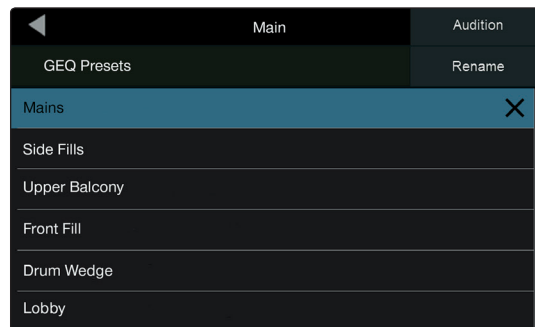 Main
Audition
GEQ Presets
Rename
Mains
Side Fills
Upper Balcony
Front Fill
Drum Wedge
Lobby